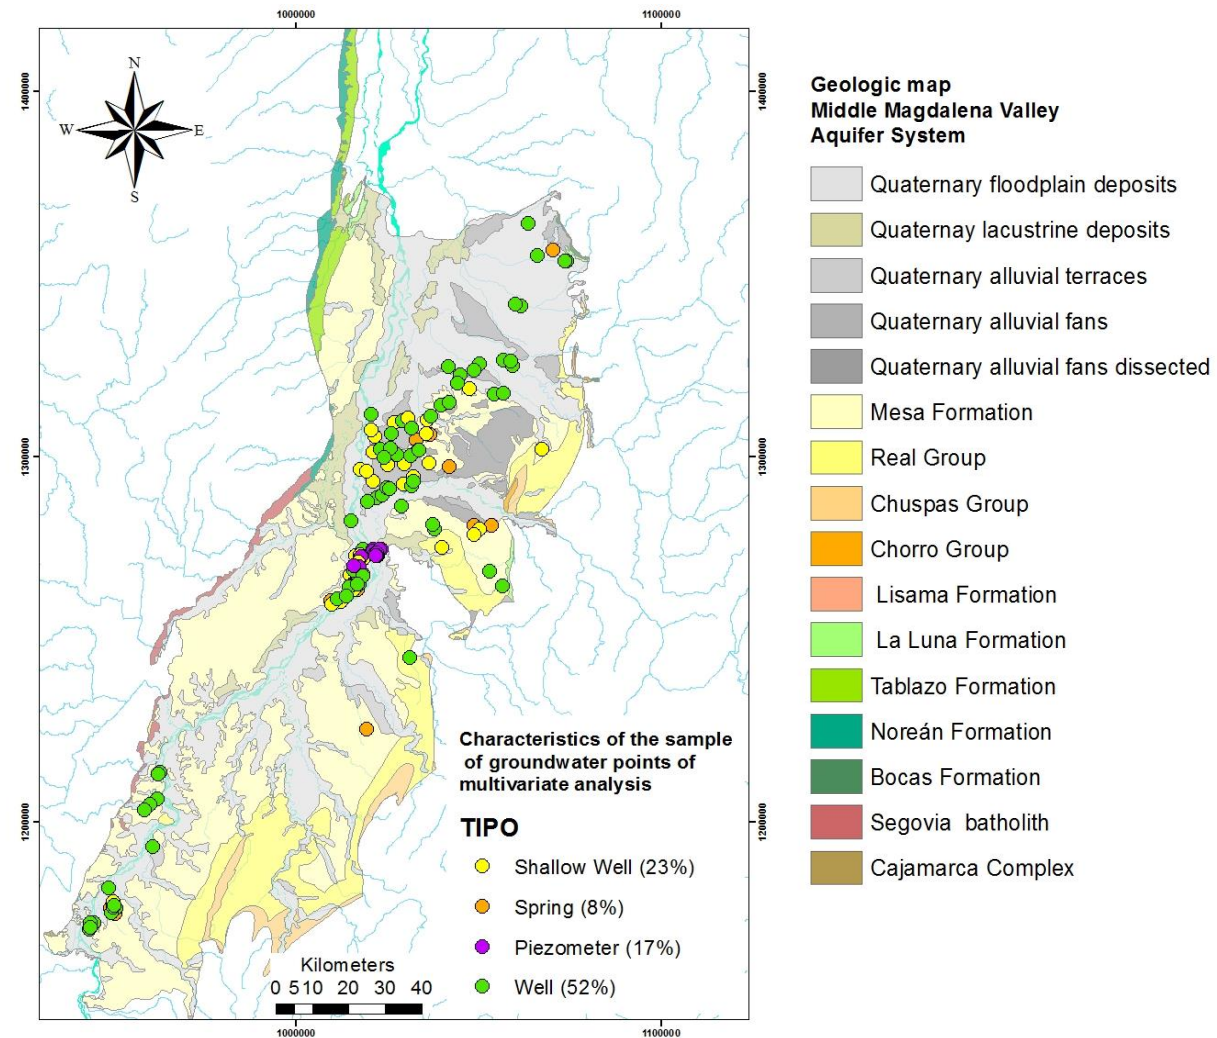 1000000
1100000
1400000
1400000
N
W
E
S
1300000
1300000
1200000
1200000
Characteristics of the sample
of groundwater points of
multivariate analysis
TIPO
Shallow Well (23%)
Spring (8%)
Piezometer (17%)
Well (52%)
Kilometers
0 5 10 20 30 40
1000000
1100000
Geologic map
Middle Magdalena Valley
Aquifer System
Quaternary floodplain deposits
Quaternay lacustrine deposits
Quaternary alluvial terraces
Quaternary alluvial fans
Quaternary alluvial fans dissected
Mesa Formation
Real Group
Chuspas Group
Chorro Group
Lisama Formation
La Luna Formation
Tablazo Formation
Noreán Formation
Bocas Formation
Segovia batholith
Cajamarca Complex